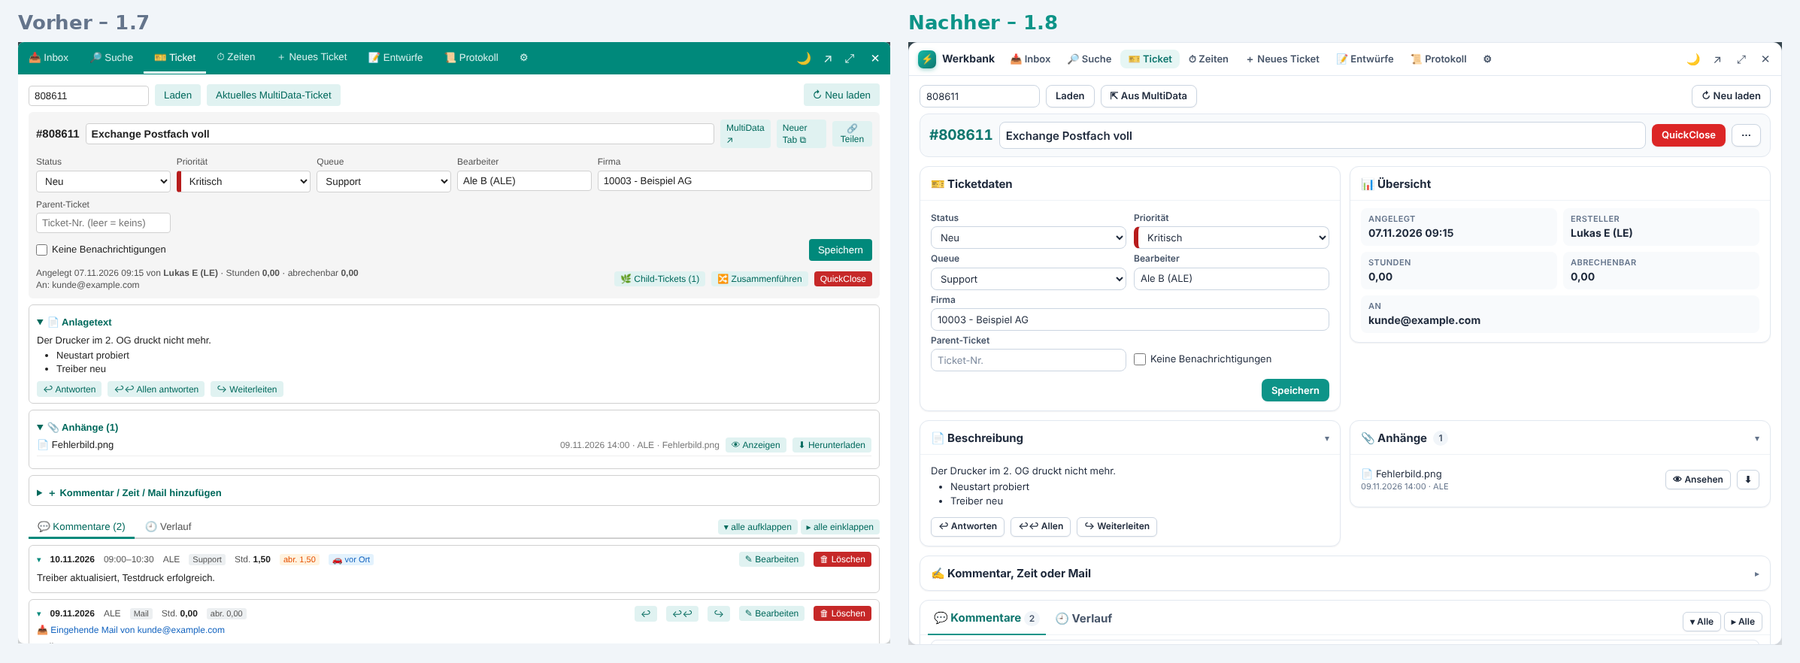 Vorher – 1.7
📥 Inbox 🔎 Suche 🎫 Ticket ⏱ Zeiten + Neues Ticket 📝 Entwürfe 📜 Protokoll ⚙ 🌙 ↗ ⤢ ✕
808611 Laden Aktuelles MultiData-Ticket ↻ Neu laden
#808611 Exchange Postfach voll MultiData ↗ Neuer Tab ⧉ 🔗 Teilen
Status Priorität Queue Bearbeiter Firma
Neu Kritisch Support Ale B (ALE) 10003 - Beispiel AG
Parent-Ticket
Ticket-Nr. (leer = keins)
Keine Benachrichtigungen Speichern
Angelegt 07.11.2026 09:15 von Lukas E (LE) · Stunden 0,00 · abrechenbar 0,00
An: kunde@example.com
🌿 Child-Tickets (1) 🔀 Zusammenführen QuickClose
▼ 📄 Anlagetext
Der Drucker im 2. OG druckt nicht mehr.
• Neustart probiert
• Treiber neu
↩ Antworten ↩↩ Allen antworten ↪ Weiterleiten
▼ 📎 Anhänge (1)
📄 Fehlerbild.png 09.11.2026 14:00 · ALE · Fehlerbild.png 👁 Anzeigen ⬇ Herunterladen
▶ + Kommentar / Zeit / Mail hinzufügen
💬 Kommentare (2) 🕘 Verlauf ▾ alle aufklappen ▸ alle einklappen
▾ 10.11.2026 09:00–10:30 ALE Support Std. 1,50 abr. 1,50 🚗 vor Ort ✎ Bearbeiten 🗑 Löschen
Treiber aktualisiert, Testdruck erfolgreich.
▾ 09.11.2026 ALE Mail Std. 0,00 abr. 0,00 ↩ ↩↩ ↪ ✎ Bearbeiten 🗑 Löschen
📥 Eingehende Mail von kunde@example.com
Nachher – 1.8
⚡ Werkbank 📥 Inbox 🔎 Suche 🎫 Ticket ⏱ Zeiten + Neues Ticket 📝 Entwürfe 📜 Protokoll ⚙ 🌙 ↗ ⤢ ✕
808611 Laden ⇱ Aus MultiData ↻ Neu laden
#808611 Exchange Postfach voll QuickClose ⋯
🎫 Ticketdaten
Status Priorität
Neu Kritisch
Queue Bearbeiter
Support Ale B (ALE)
Firma
10003 - Beispiel AG
Parent-Ticket
Ticket-Nr. Keine Benachrichtigungen
Speichern
📊 Übersicht
ANGELEGT ERSTELLER
07.11.2026 09:15 Lukas E (LE)
STUNDEN ABRECHENBAR
0,00 0,00
AN
kunde@example.com
📄 Beschreibung ▾
Der Drucker im 2. OG druckt nicht mehr.
• Neustart probiert
• Treiber neu
↩ Antworten ↩↩ Allen ↪ Weiterleiten
📎 Anhänge 1 ▾
📄 Fehlerbild.png
09.11.2026 14:00 · ALE
👁 Ansehen ⬇
✍ Kommentar, Zeit oder Mail ▸
💬 Kommentare 2 🕘 Verlauf ▾ Alle ▸ Alle